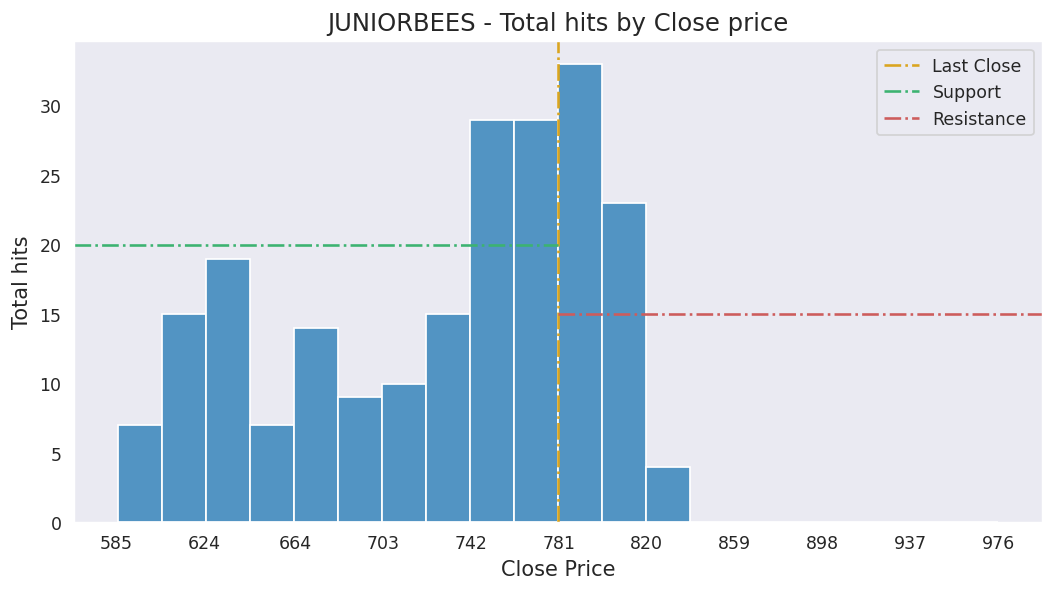 JUNIORBEES - Total hits by Close price
Last Close
Support
Resistance
Total hits
30
25
20
15
10
5
0
585 624 664 703 742 781 820 859 898 937 976
Close Price